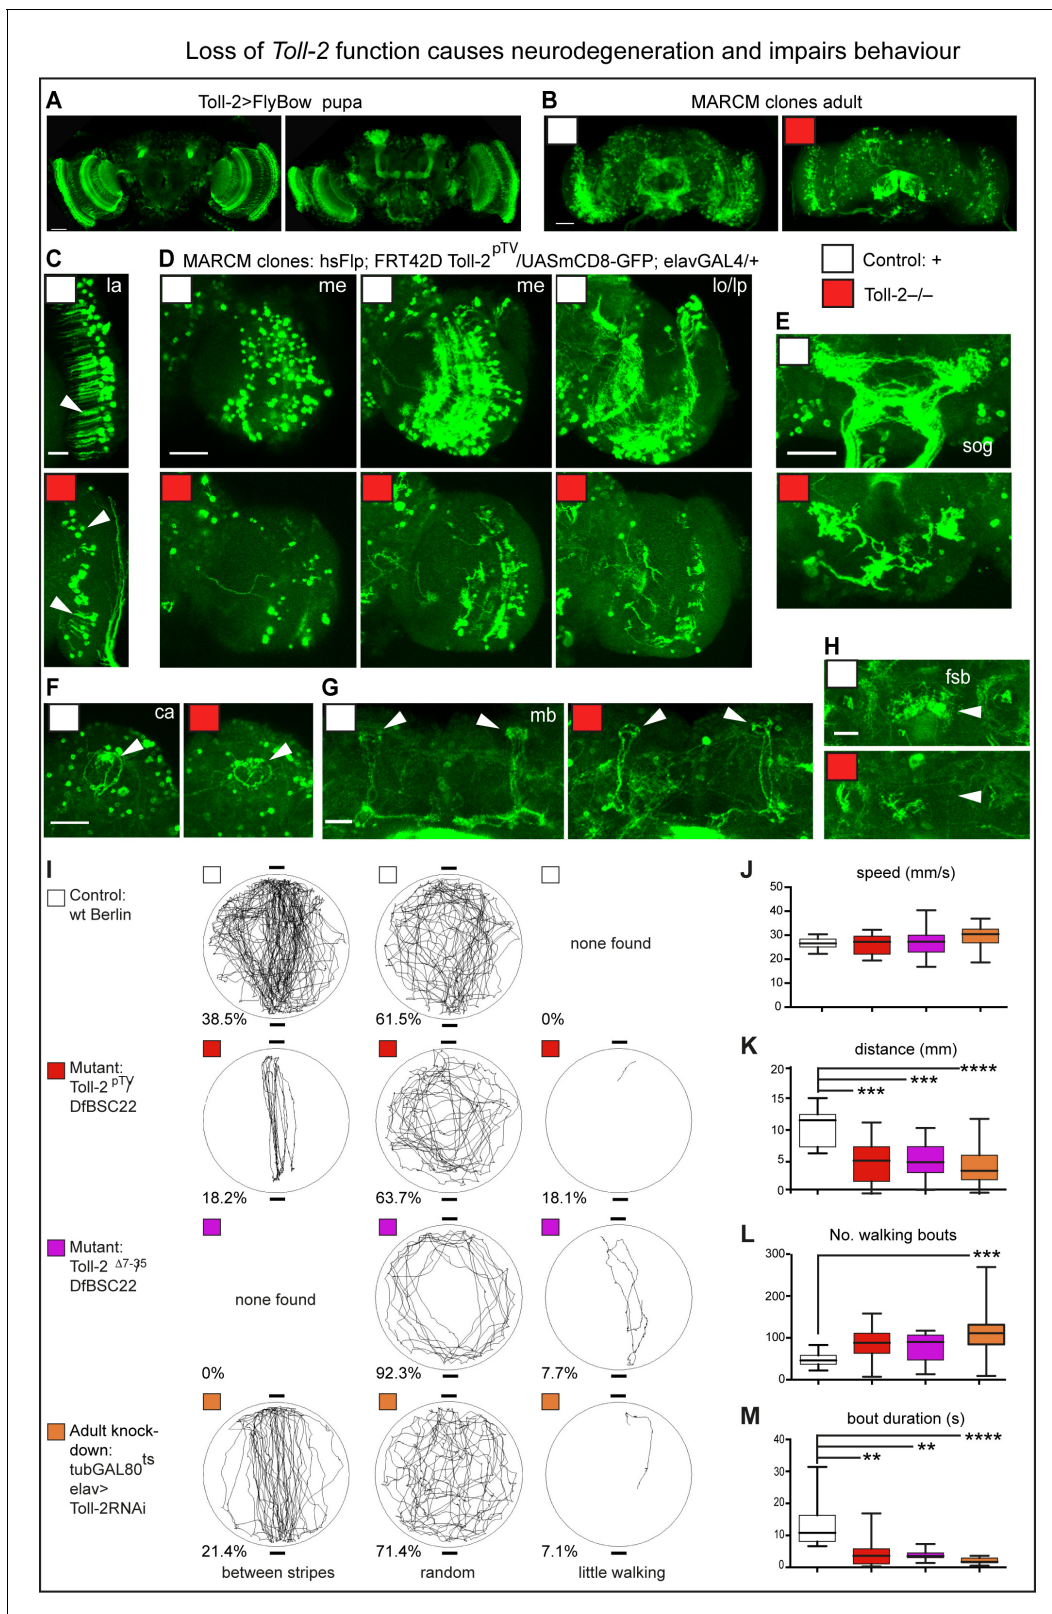 Loss of Toll-2 function causes neurodegeneration and impairs behaviour
A
Toll-2>FlyBow pupa
B
MARCM clones adult
C
la
D
MARCM clones: hsFlp; FRT42D Toll-2pTV/UASmCD8-GFP; elavGAL4/+
me
me
lo/lp
Control: +
Toll-2–/–
E
sog
F
ca
G
mb
H
fsb
I
Control:
wt Berlin
38.5%
61.5%
none found
0%
Mutant:
Toll-2 pTV/
DfBSC22
18.2%
63.7%
18.1%
Mutant:
Toll-2 Δ7-35/
DfBSC22
none found
0%
92.3%
7.7%
Adult knock-
down:
tubGAL80ts
elav>
Toll-2RNAi
21.4%
71.4%
7.1%
between stripes
random
little walking
J
speed (mm/s)
50
40
30
20
10
0
K
distance (mm)
20
15
10
5
0
***
***
****
L
No. walking bouts
300
200
100
0
***
M
bout duration (s)
40
30
20
10
0
**
**
****